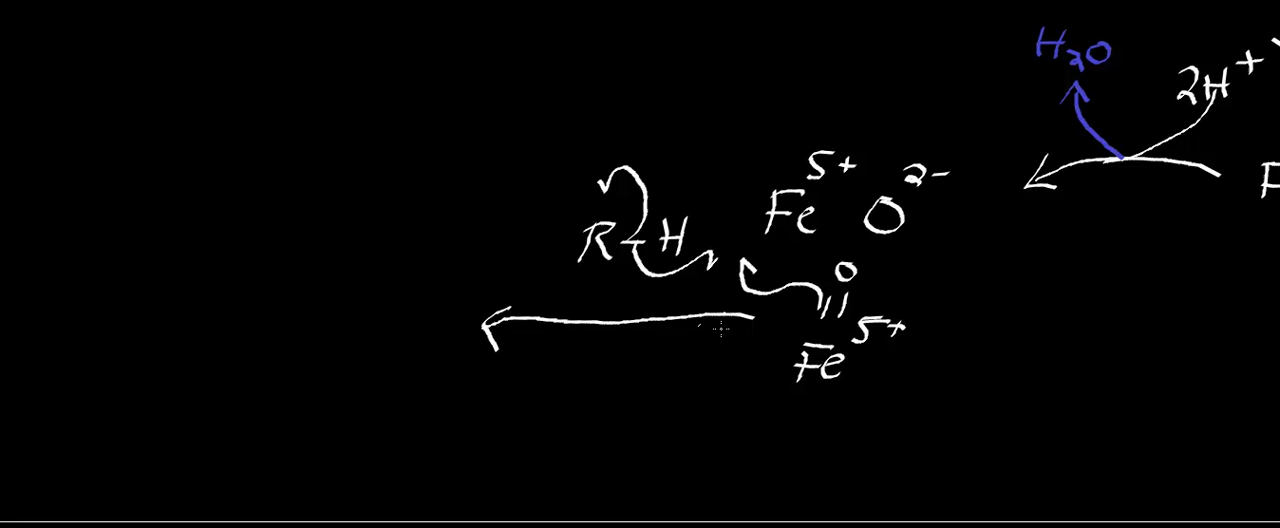 H2O
2H+
Fe5+ O2-
R-H
O
Fe5+